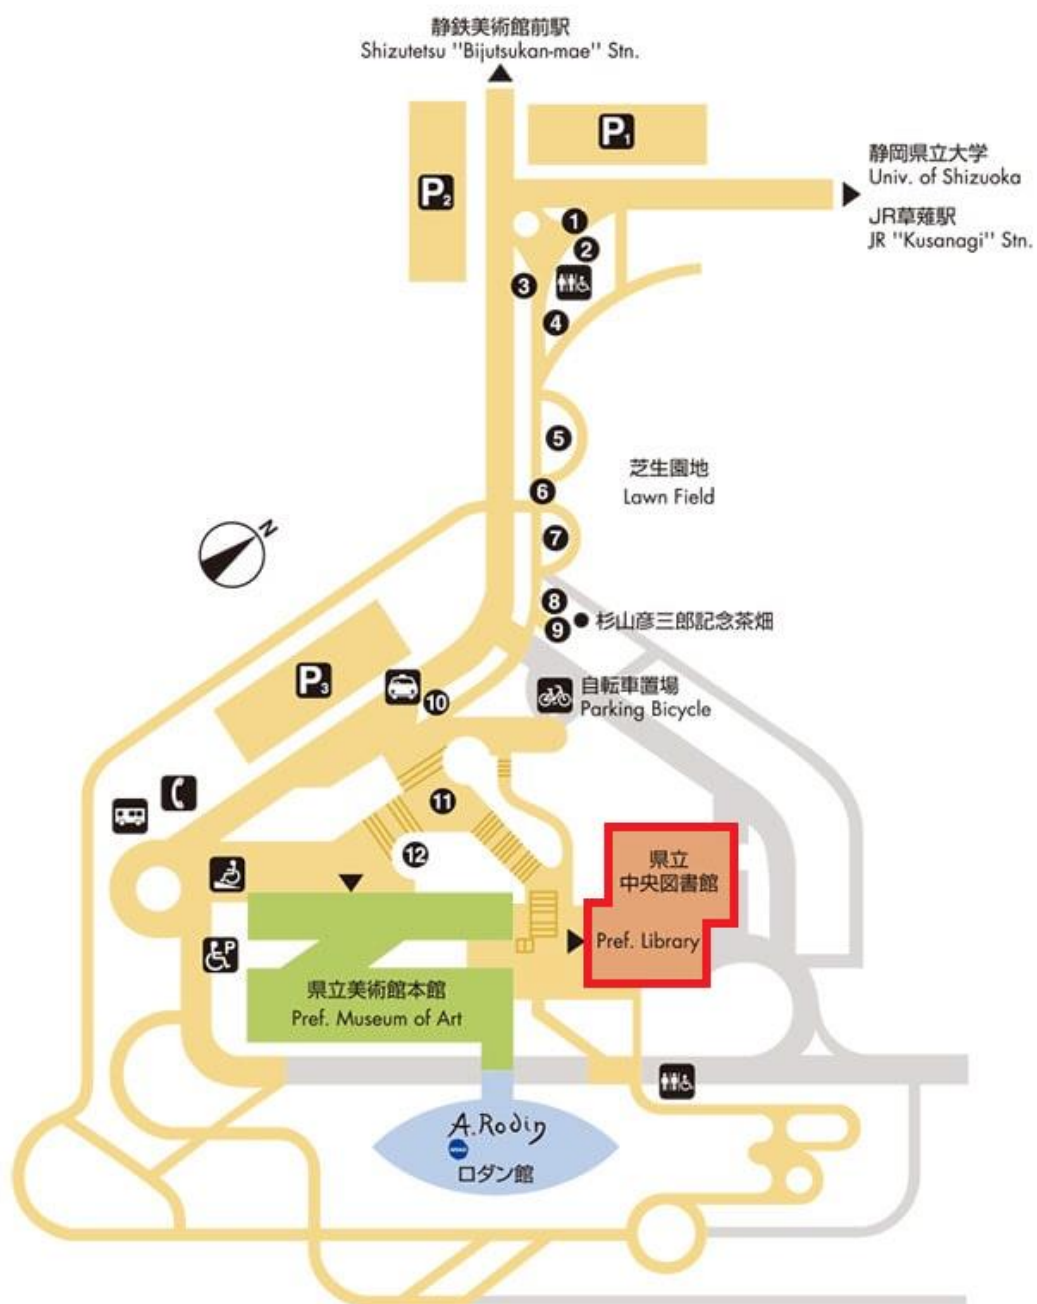 静鉄美術館前駅
Shizutetsu "Bijutsukan-mae" Stn.
P1
P2
静岡県立大学
Univ. of Shizuoka
JR草薙駅
JR "Kusanagi" Stn.
1
2
3
4
5
芝生園地
Lawn Field
6
7
N
8
9
杉山彦三郎記念茶畑
P3
10
自転車置場
Parking Bicycle
11
12
県立
中央図書館
Pref. Library
P
県立美術館本館
Pref. Museum of Art
A.Rodin
ロダン館